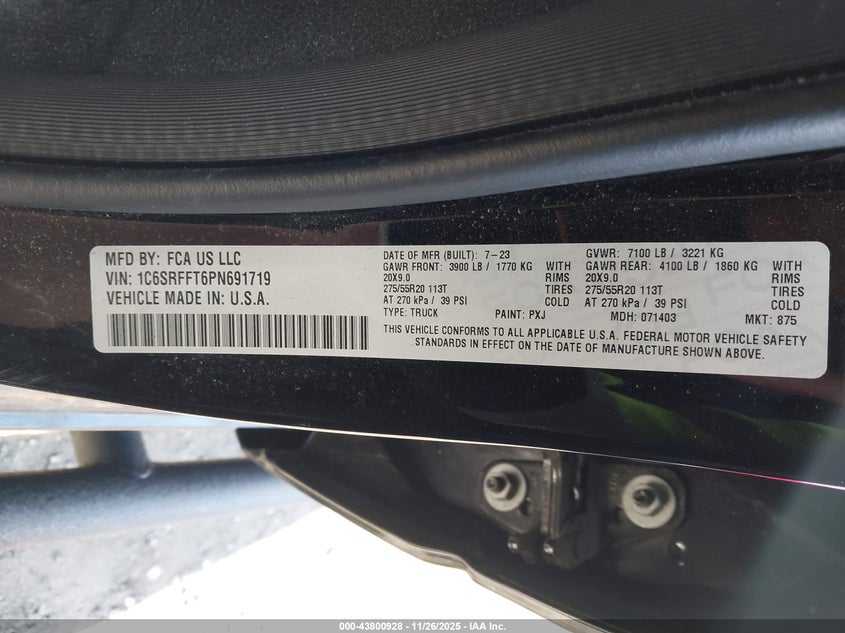 MFD BY: FCA US LLC
VIN: 1C6SRFFT6PN691719
VEHICLE MADE IN U.S.A.
DATE OF MFR (BUILT): 7-23
GVWR: 7100 LB / 3221 KG
GAWR FRONT: 3900 LB / 1770 KG WITH
GAWR REAR: 4100 LB / 1860 KG WITH
20X9.0 RIMS
20X9.0 RIMS
275/55R20 113T TIRES
275/55R20 113T TIRES
AT 270 kPa / 39 PSI COLD
AT 270 kPa / 39 PSI COLD
TYPE: TRUCK PAINT: PXJ MDH: 071403 MKT: 875
THIS VEHICLE CONFORMS TO ALL APPLICABLE U.S.A. FEDERAL MOTOR VEHICLE SAFETY
STANDARDS IN EFFECT ON THE DATE OF MANUFACTURE SHOWN ABOVE.
000-43800928 - 11/26/2025 - IAA Inc.